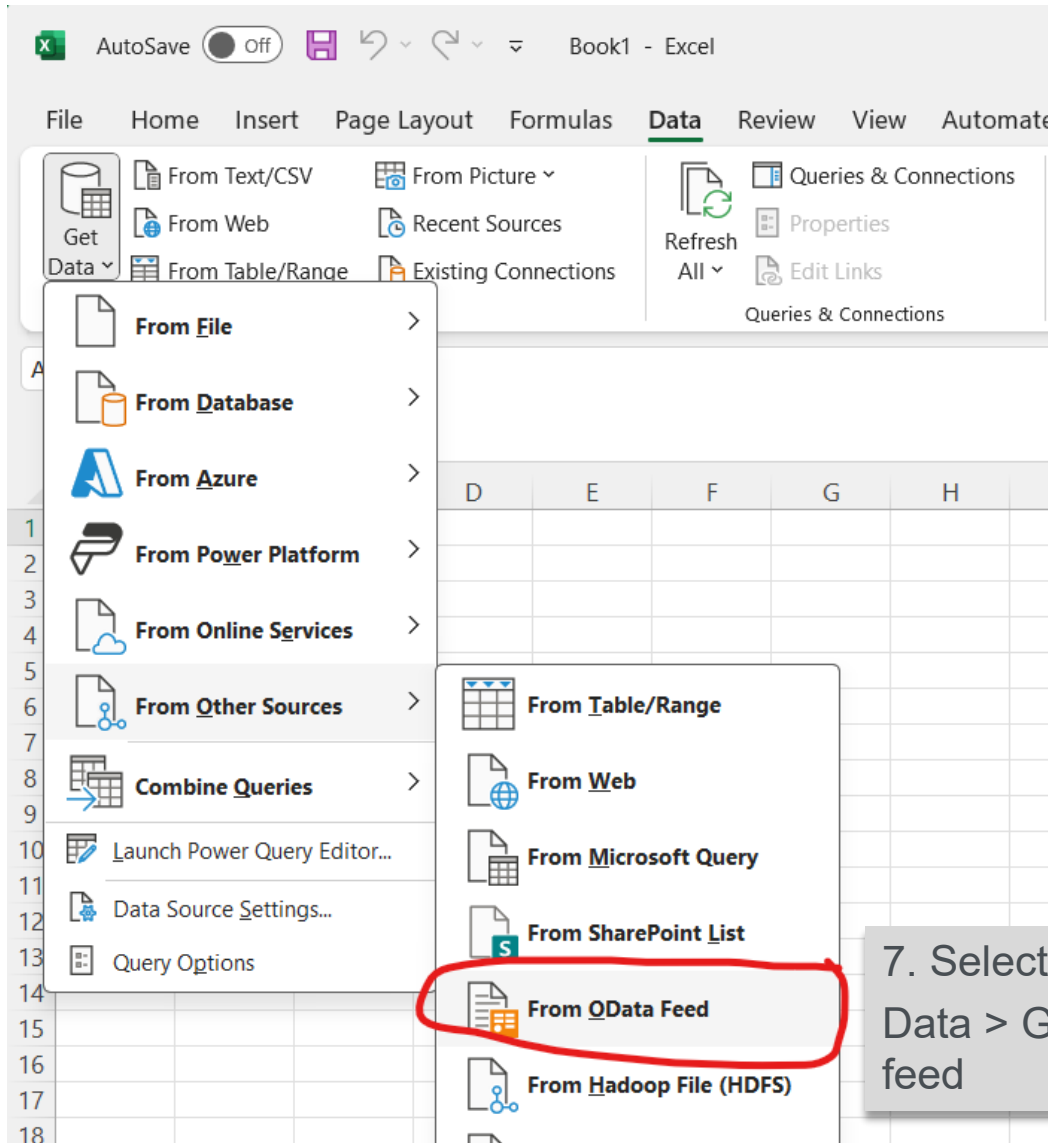 AutoSave Off Book1 - Excel
File Home Insert Page Layout Formulas Data Review View Automate
From Text/CSV From Picture Queries & Connections
Get From Web Recent Sources Refresh Properties
Data From Table/Range Existing Connections All Edit Links
Queries & Connections
From File
From Database
From Azure
From Power Platform
From Online Services
From Other Sources
Combine Queries
Launch Power Query Editor...
Data Source Settings...
Query Options
From Table/Range
From Web
From Microsoft Query
From SharePoint List
From OData Feed
From Hadoop File (HDFS)
A
D E F G H
1
2
3
4
5
6
7
8
9
10
11
12
13
14
15
16
17
18
7. Select
Data > G
feed